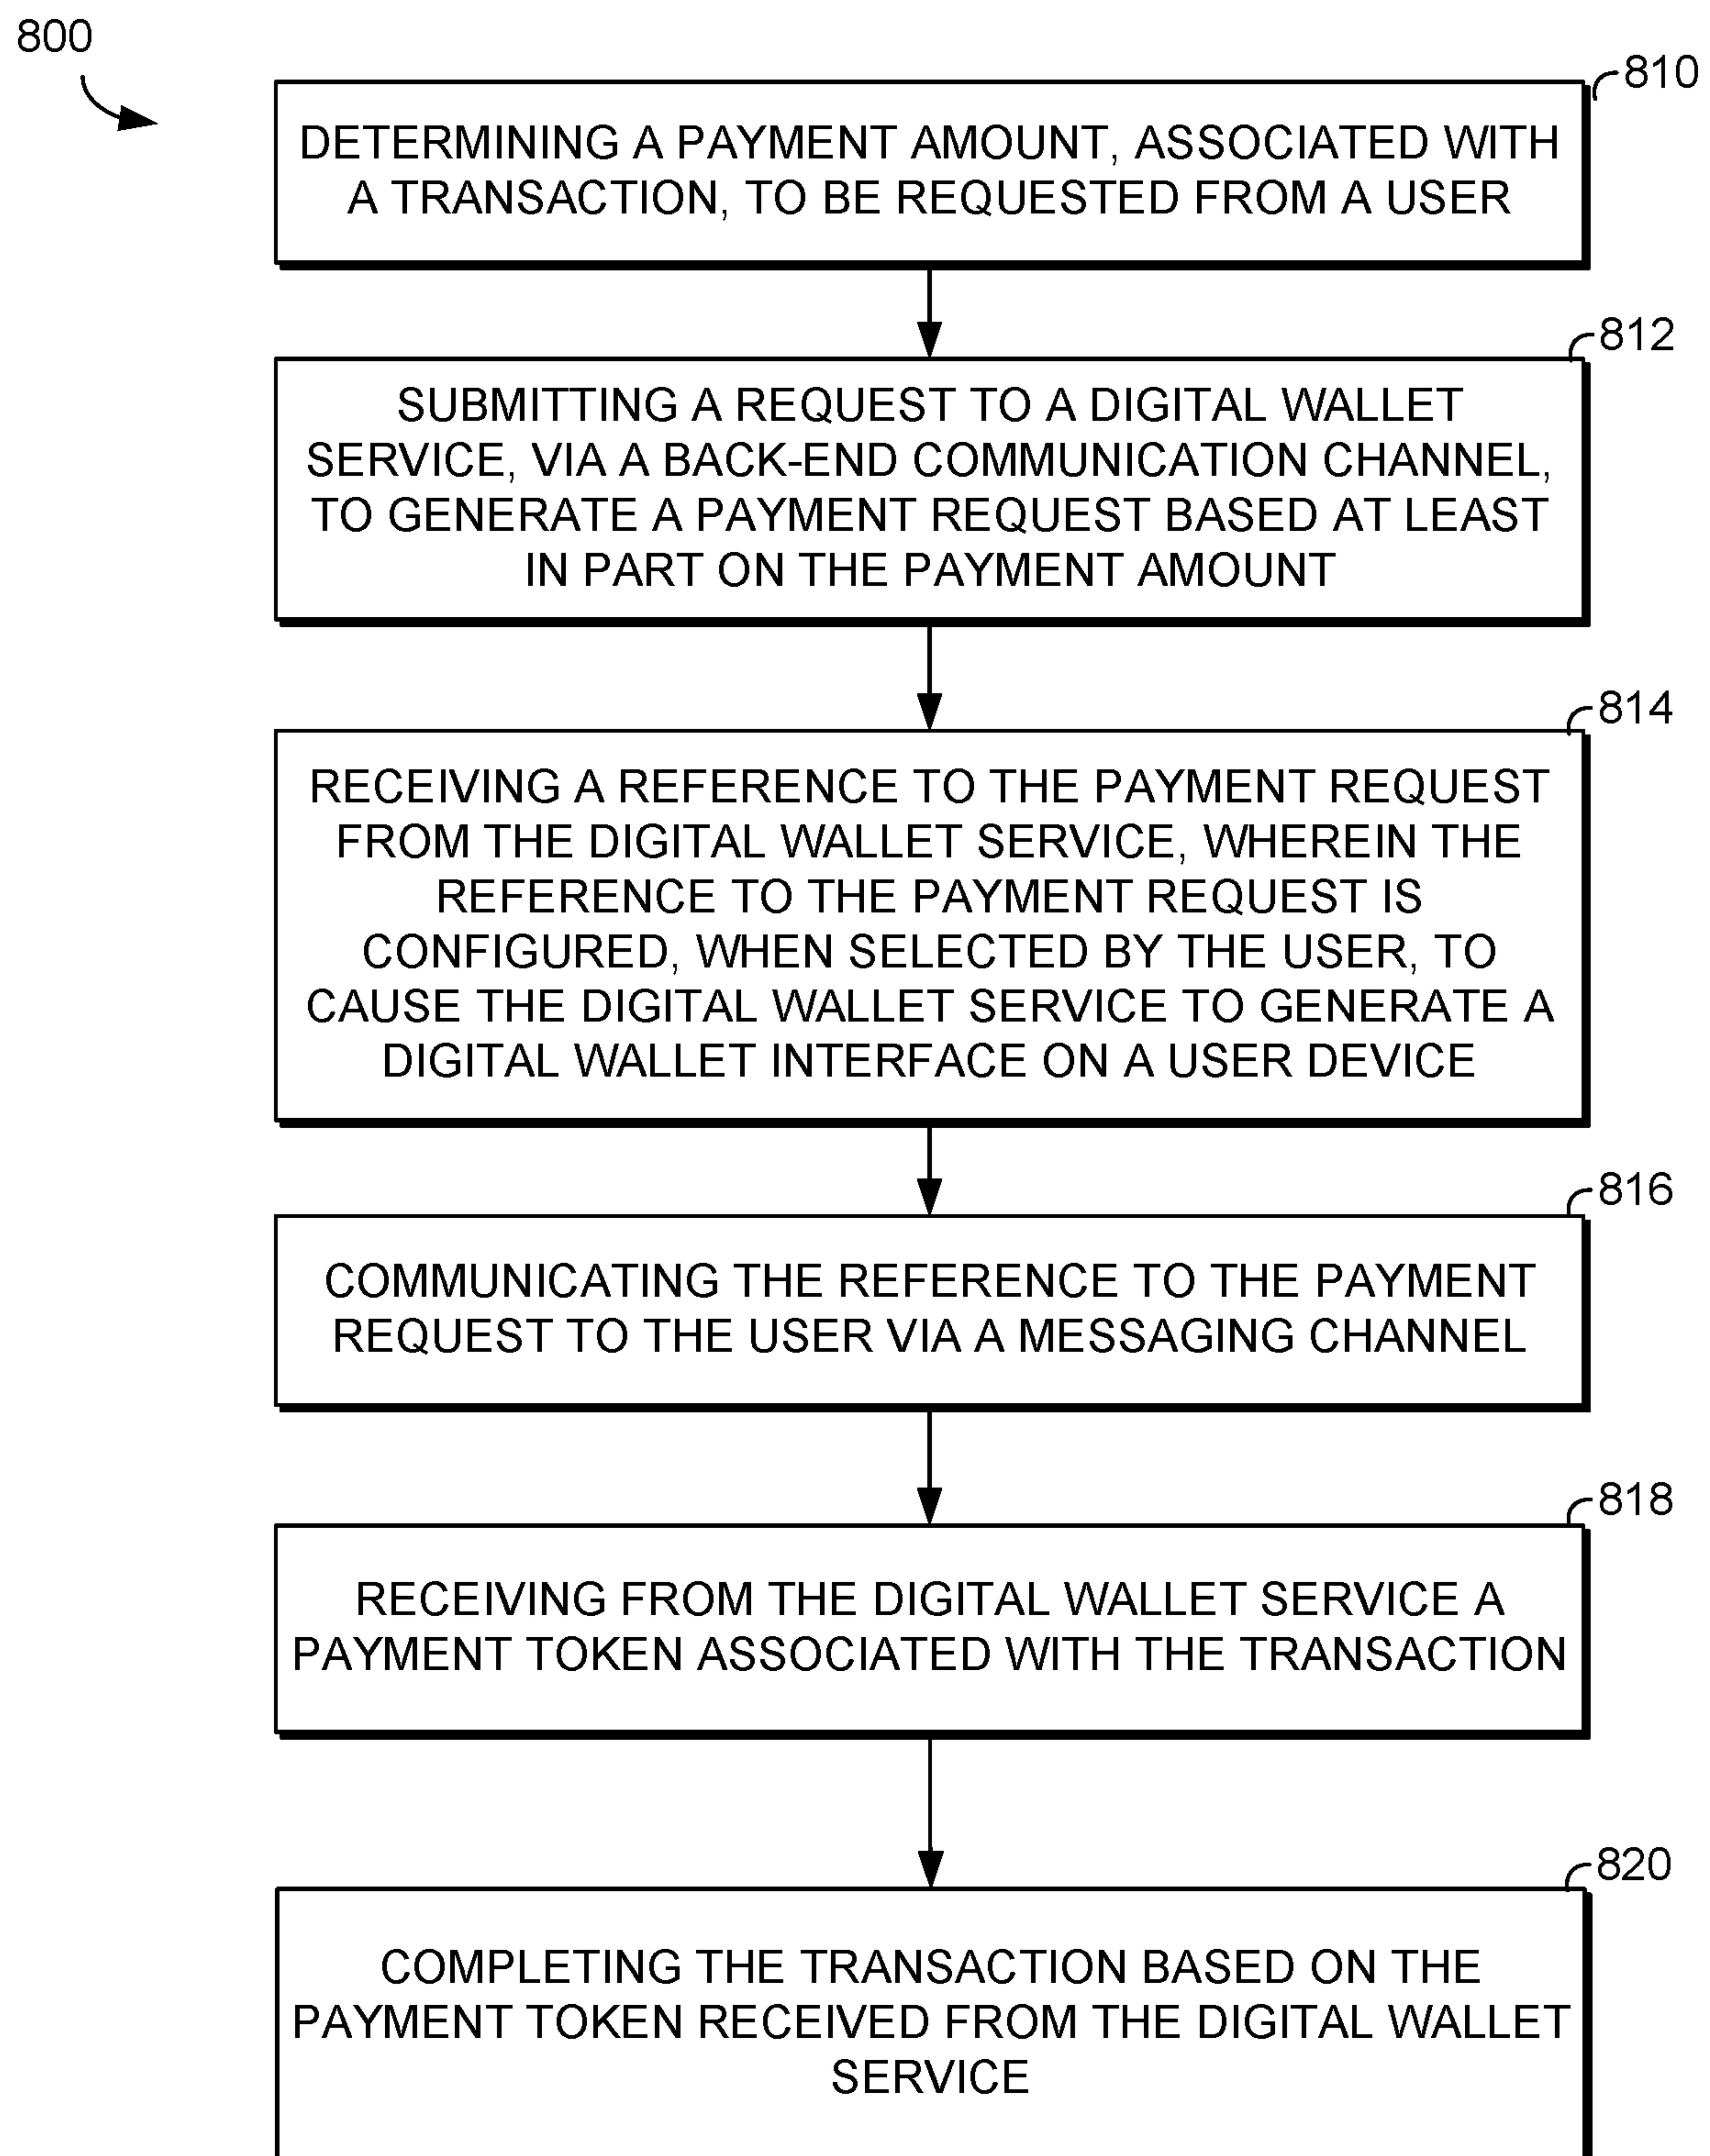 800
810
DETERMINING A PAYMENT AMOUNT, ASSOCIATED WITH
A TRANSACTION, TO BE REQUESTED FROM A USER
812
SUBMITTING A REQUEST TO A DIGITAL WALLET
SERVICE, VIA A BACK-END COMMUNICATION CHANNEL,
TO GENERATE A PAYMENT REQUEST BASED AT LEAST
IN PART ON THE PAYMENT AMOUNT
814
RECEIVING A REFERENCE TO THE PAYMENT REQUEST
FROM THE DIGITAL WALLET SERVICE, WHEREIN THE
REFERENCE TO THE PAYMENT REQUEST IS
CONFIGURED, WHEN SELECTED BY THE USER, TO
CAUSE THE DIGITAL WALLET SERVICE TO GENERATE A
DIGITAL WALLET INTERFACE ON A USER DEVICE
816
COMMUNICATING THE REFERENCE TO THE PAYMENT
REQUEST TO THE USER VIA A MESSAGING CHANNEL
818
RECEIVING FROM THE DIGITAL WALLET SERVICE A
PAYMENT TOKEN ASSOCIATED WITH THE TRANSACTION
820
COMPLETING THE TRANSACTION BASED ON THE
PAYMENT TOKEN RECEIVED FROM THE DIGITAL WALLET
SERVICE